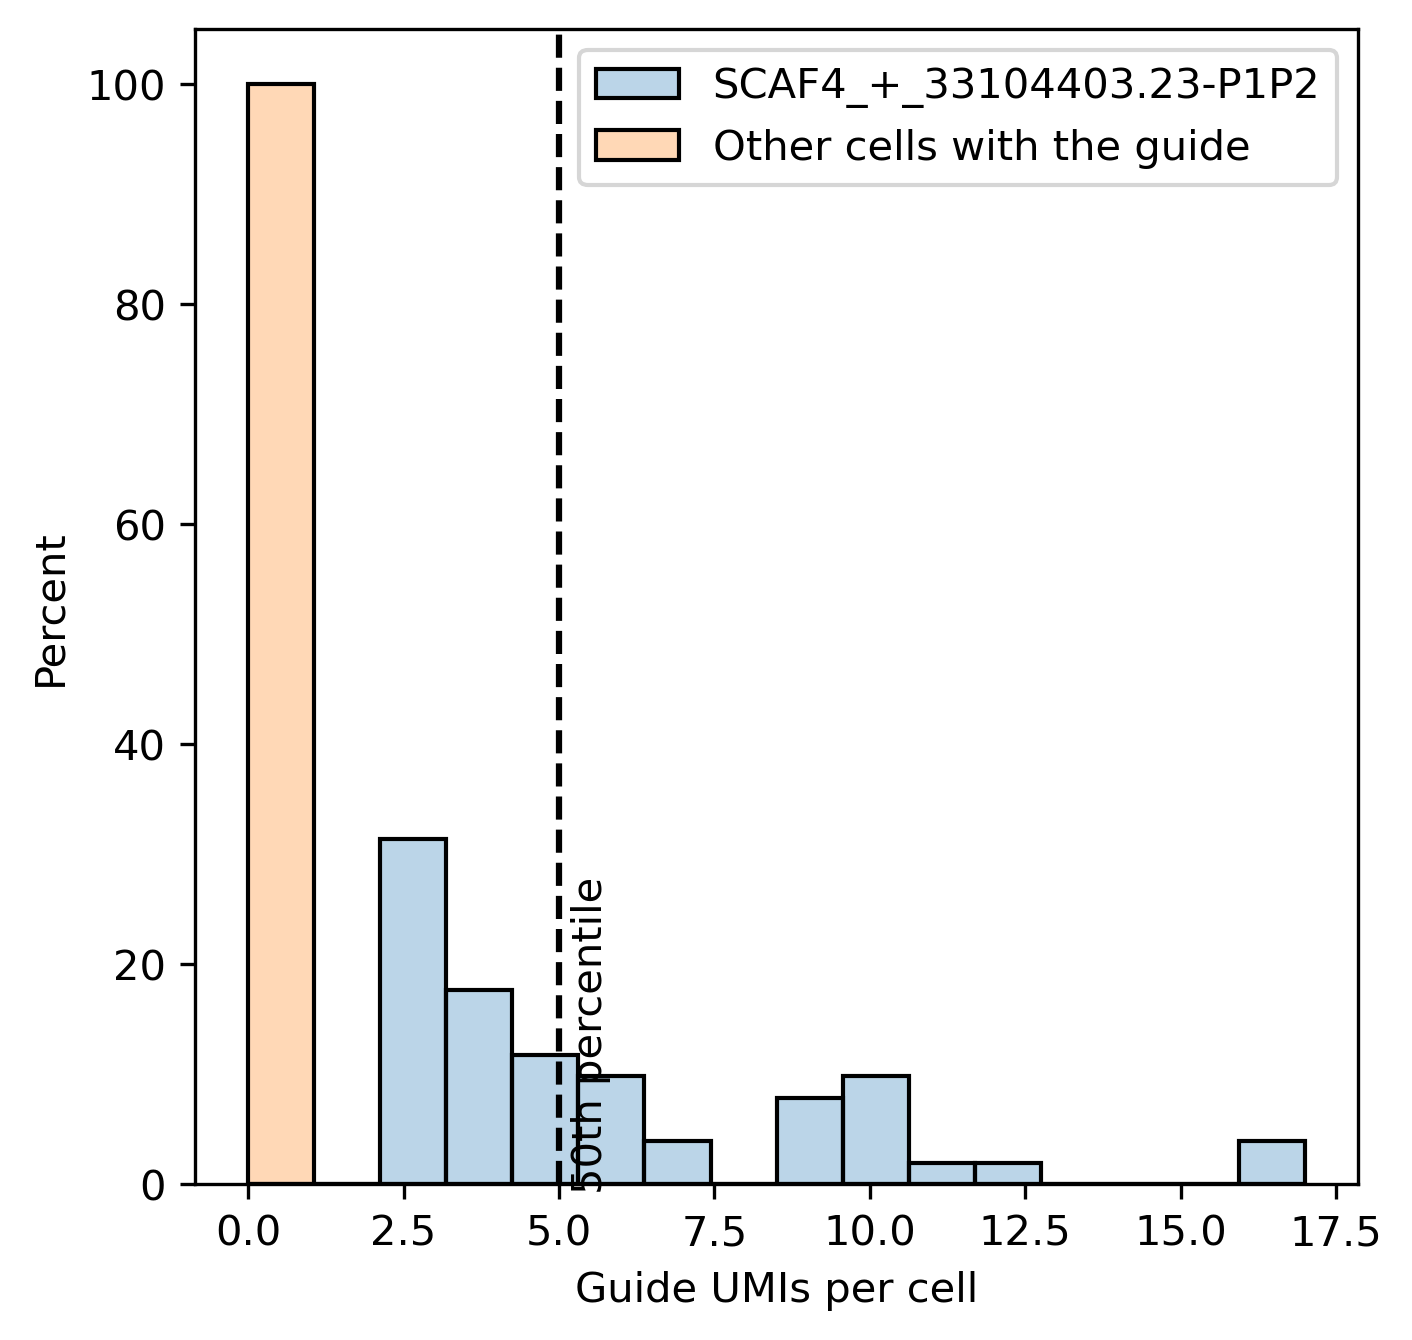 100
80
60
40
20
0
Percent
SCAF4_+_33104403.23-P1P2
Other cells with the guide
50th percentile
0.0 2.5 5.0 7.5 10.0 12.5 15.0 17.5
Guide UMIs per cell